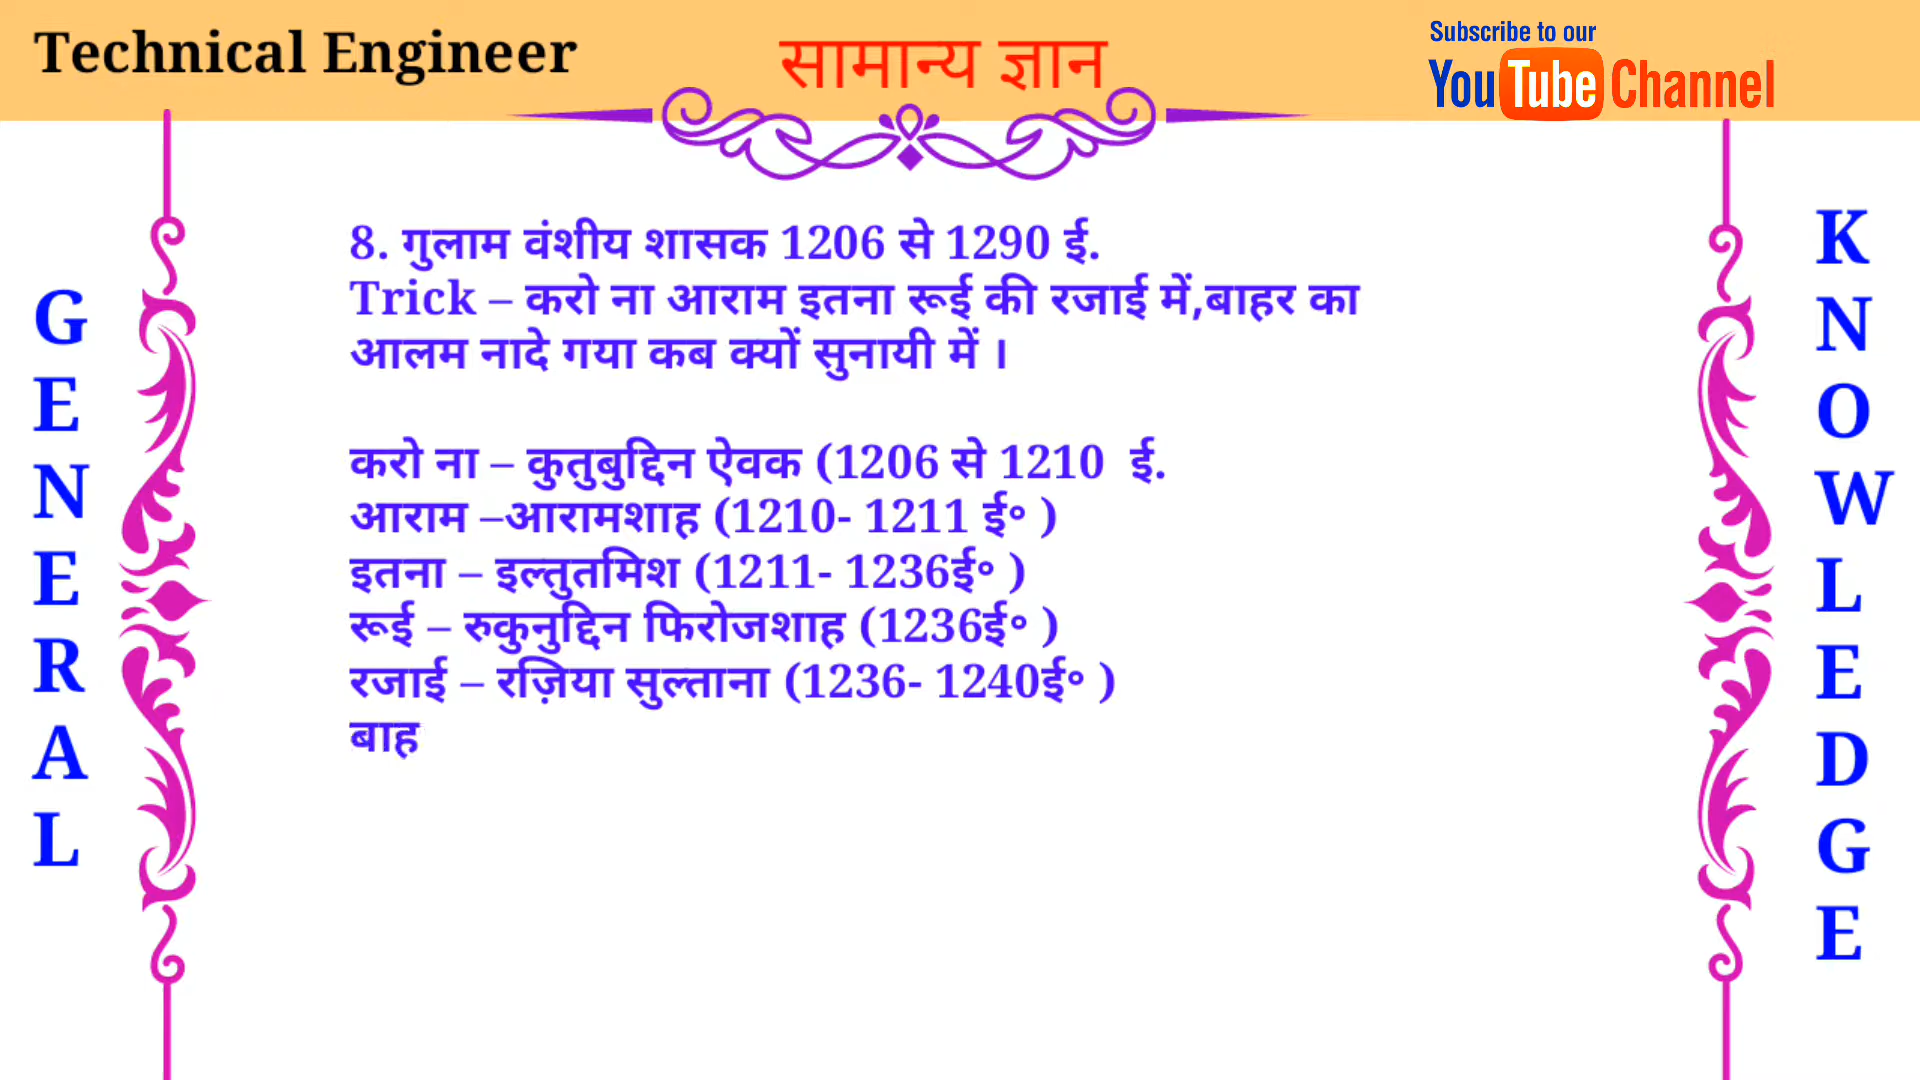 Technical Engineer
सामान्य ज्ञान
Subscribe to our
YouTube Channel
GENERAL
8. गुलाम वंशीय शासक 1206 से 1290 ई.
Trick – करो ना आराम इतना रूई की रजाई में,बाहर का
आलम नादे गया कब क्यों सुनायी में ।
करो ना – कुतुबुद्दिन ऐवक (1206 से 1210 ई.
आराम –आरामशाह (1210- 1211 ई॰ )
इतना – इल्तुतमिश (1211- 1236ई॰ )
रूई – रुकुनुद्दिन फिरोजशाह (1236ई॰ )
रजाई – रज़िया सुल्ताना (1236- 1240ई॰ )
बाह
KNOWLEDGE